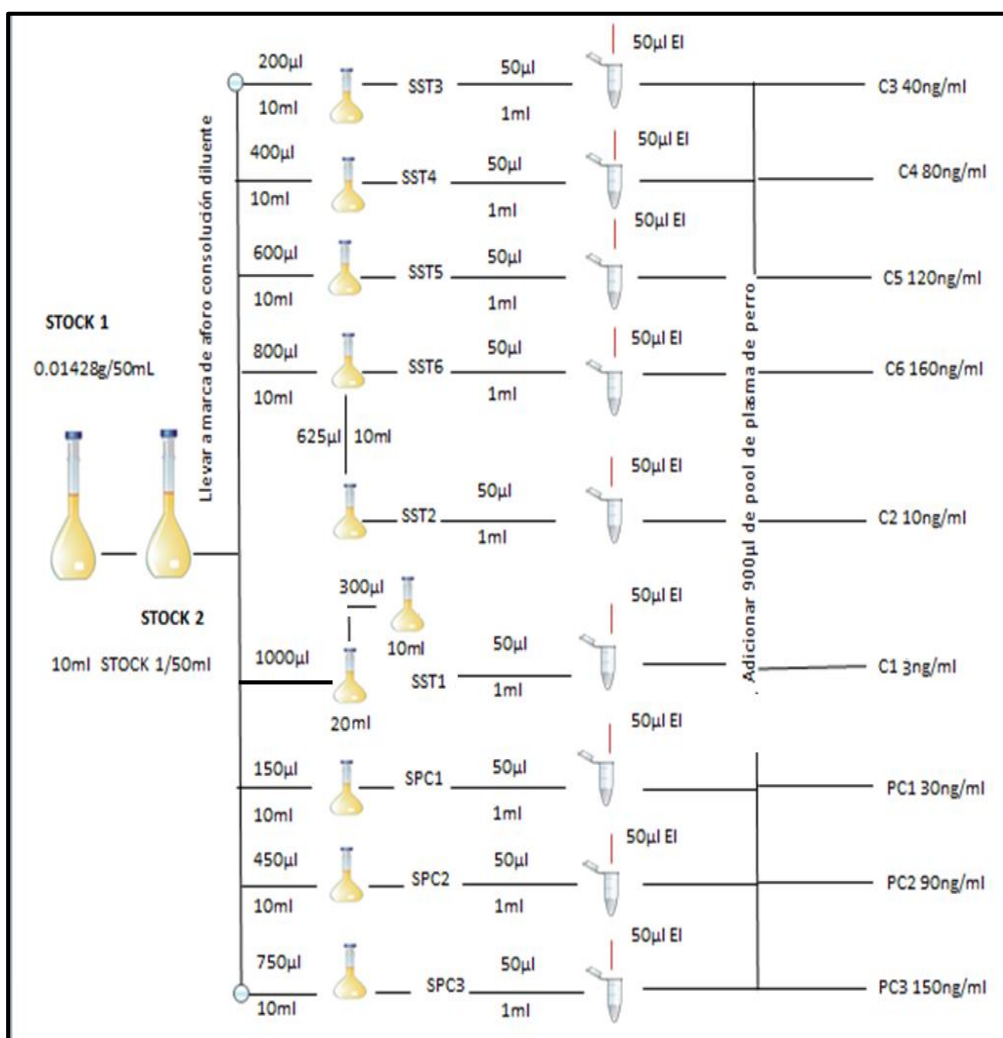 Llevar a marca de aforo consolución diluente
STOCK 1
0.01428g/50mL
STOCK 2
10ml STOCK 1/50ml
200µl
10ml
SST3
50µl
1ml
50µl EI
C3 40ng/ml
400µl
10ml
SST4
50µl
1ml
50µl EI
C4 80ng/ml
600µl
10ml
SST5
50µl
1ml
50µl EI
C5 120ng/ml
800µl
10ml
SST6
50µl
1ml
50µl EI
C6 160ng/ml
625µl 10ml
SST2
50µl
1ml
50µl EI
C2 10ng/ml
Adicionar 900µl de pool de plasma de perro
300µl
10ml
1000µl
20ml
SST1
50µl
1ml
50µl EI
C1 3ng/ml
150µl
10ml
SPC1
50µl
1ml
50µl EI
PC1 30ng/ml
450µl
10ml
SPC2
50µl
1ml
50µl EI
PC2 90ng/ml
750µl
10ml
SPC3
50µl
1ml
50µl EI
PC3 150ng/ml